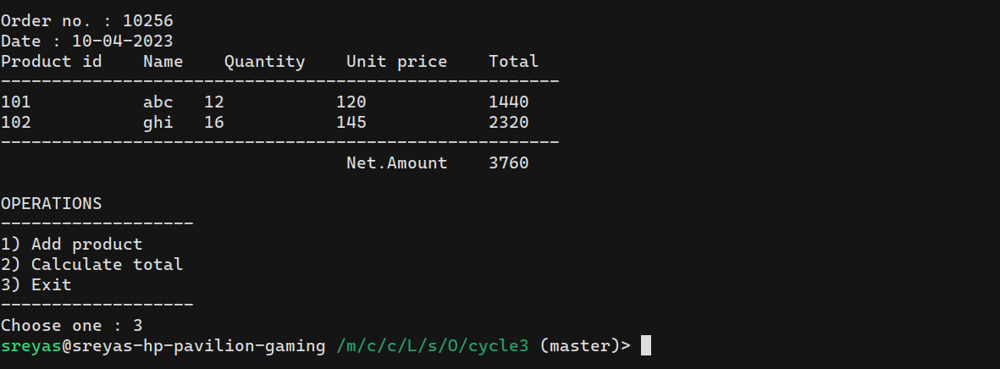 Order no. : 10256
Date : 10-04-2023
Product id    Name    Quantity    Unit price    Total
-------------------------------------------------------
101           abc   12           120            1440
102           ghi   16           145            2320
-------------------------------------------------------
                                  Net.Amount    3760
OPERATIONS
-------------------
1) Add product
2) Calculate total
3) Exit
-------------------
Choose one : 3
sreyas@sreyas-hp-pavilion-gaming /m/c/c/L/s/O/cycle3 (master)>